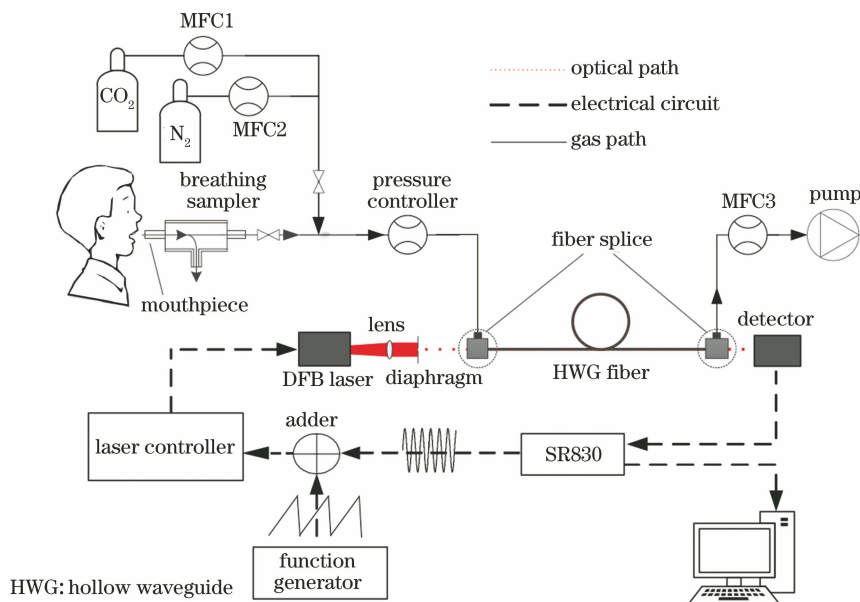 MFC1
CO2
N2
MFC2
optical path
electrical circuit
gas path
breathing
sampler
pressure
controller
MFC3
pump
fiber splice
mouthpiece
lens
detector
DFB laser
diaphragm
HWG fiber
laser controller
adder
SR830
function
generator
HWG: hollow waveguide